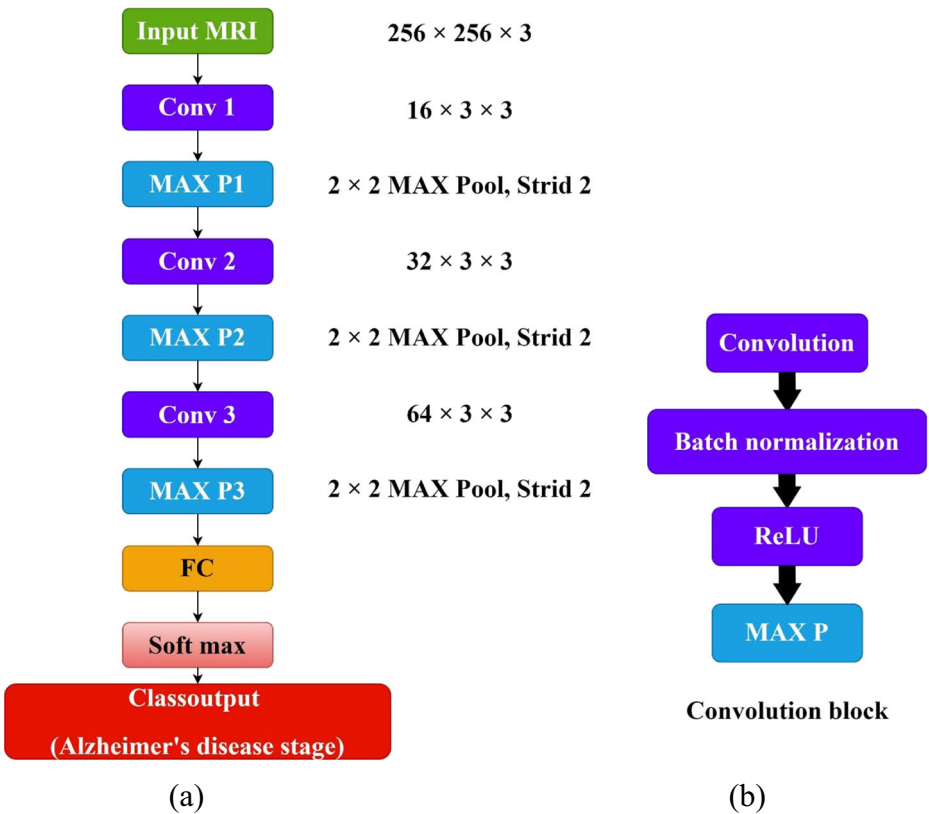 Input MRI
256 × 256 × 3
Conv 1
16 × 3 × 3
MAX P1
2 × 2 MAX Pool, Strid 2
Conv 2
32 × 3 × 3
MAX P2
2 × 2 MAX Pool, Strid 2
Conv 3
64 × 3 × 3
MAX P3
2 × 2 MAX Pool, Strid 2
FC
Soft max
Classoutput
(Alzheimer's disease stage)
(a)
Convolution
Batch normalization
ReLU
MAX P
Convolution block
(b)